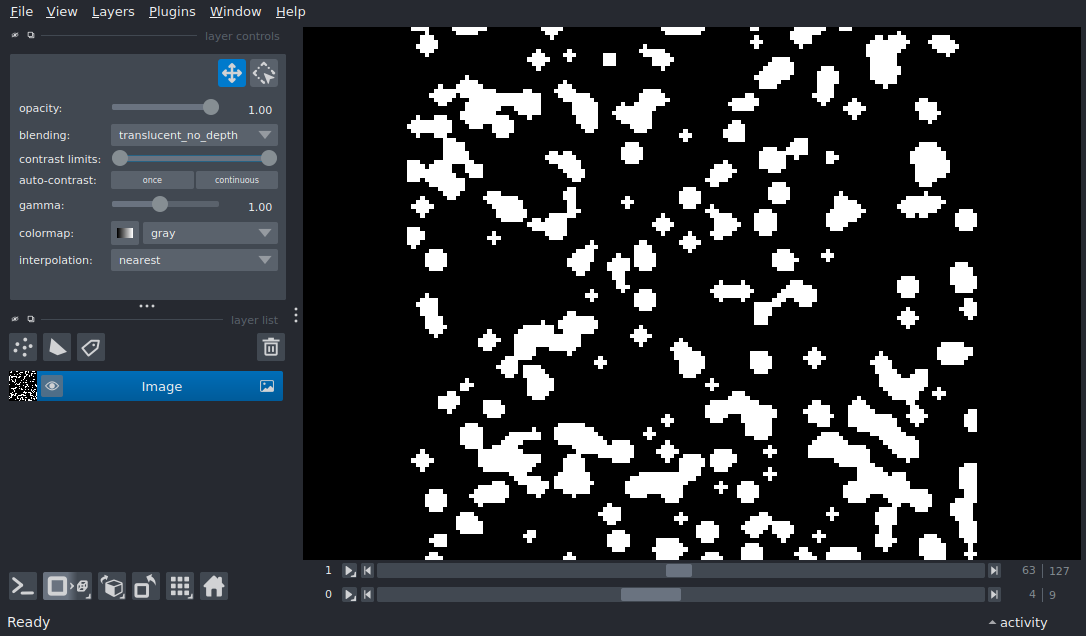 File View Layers Plugins Window Help
layer controls
opacity: 1.00
blending: translucent_no_depth
contrast limits:
auto-contrast: once continuous
gamma: 1.00
colormap: gray
interpolation: nearest
layer list
Image
1 63 127
0 4 9
Ready activity